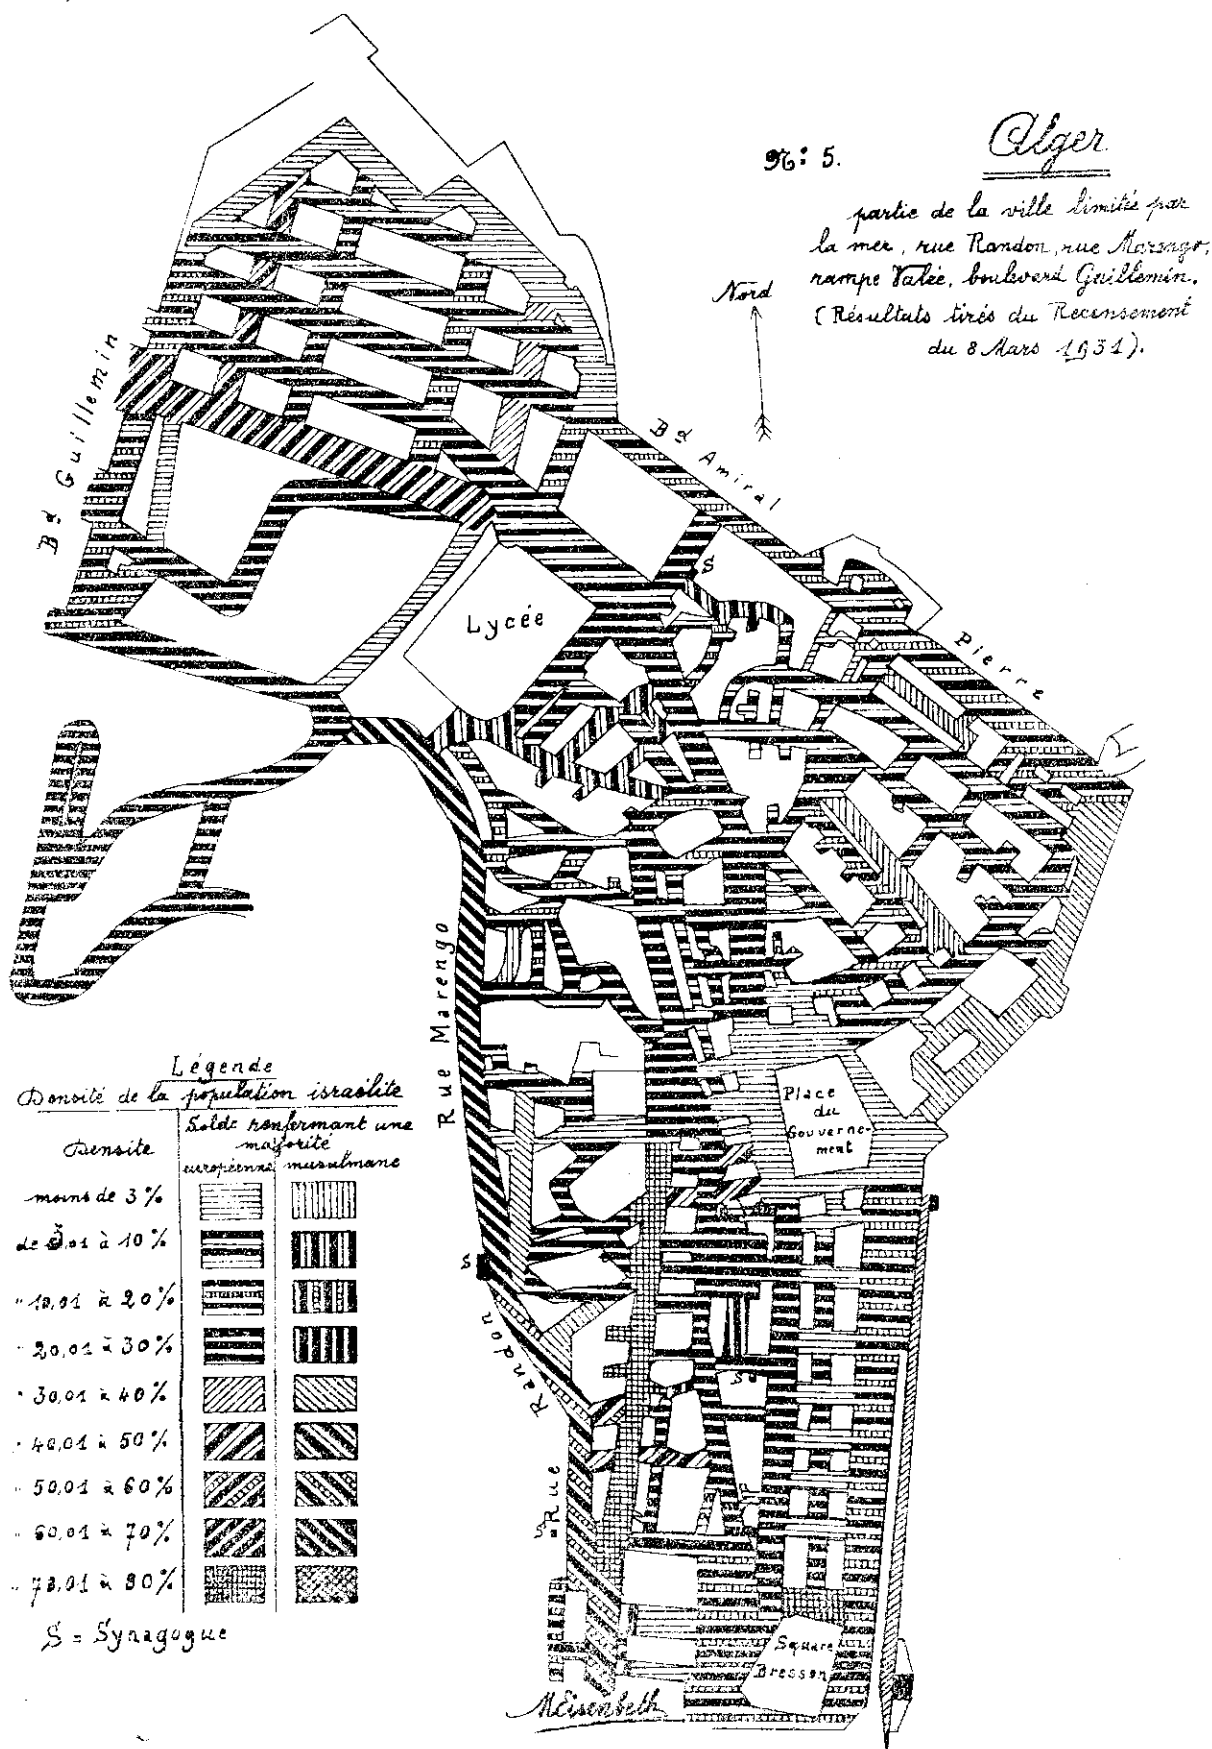 Nº: 5.
Alger
partie de la ville limitée par
la mer, rue Randon, rue Marengo,
rampe Valée, boulevard Guillemin.
(Résultats tirés du Recensement
du 8 Mars 1931).
Nord
Bd Guillemin
Bd Amiral Pierre
S
Lycée
Rue Marengo
Place
du
Gouverne-
ment
S
Rue Randon
S
S
Square
Bresson
MEisenbeth
Légende
Densité de la population israélite
Densité
Solde renfermant une
majorité
européenne musulmane
moins de 3%
de 3,01 à 10%
" 10,01 à 20%
" 20,01 à 30%
" 30,01 à 40%
" 40,01 à 50%
" 50,01 à 60%
" 60,01 à 70%
" 70,01 à 80%
S = Synagogue